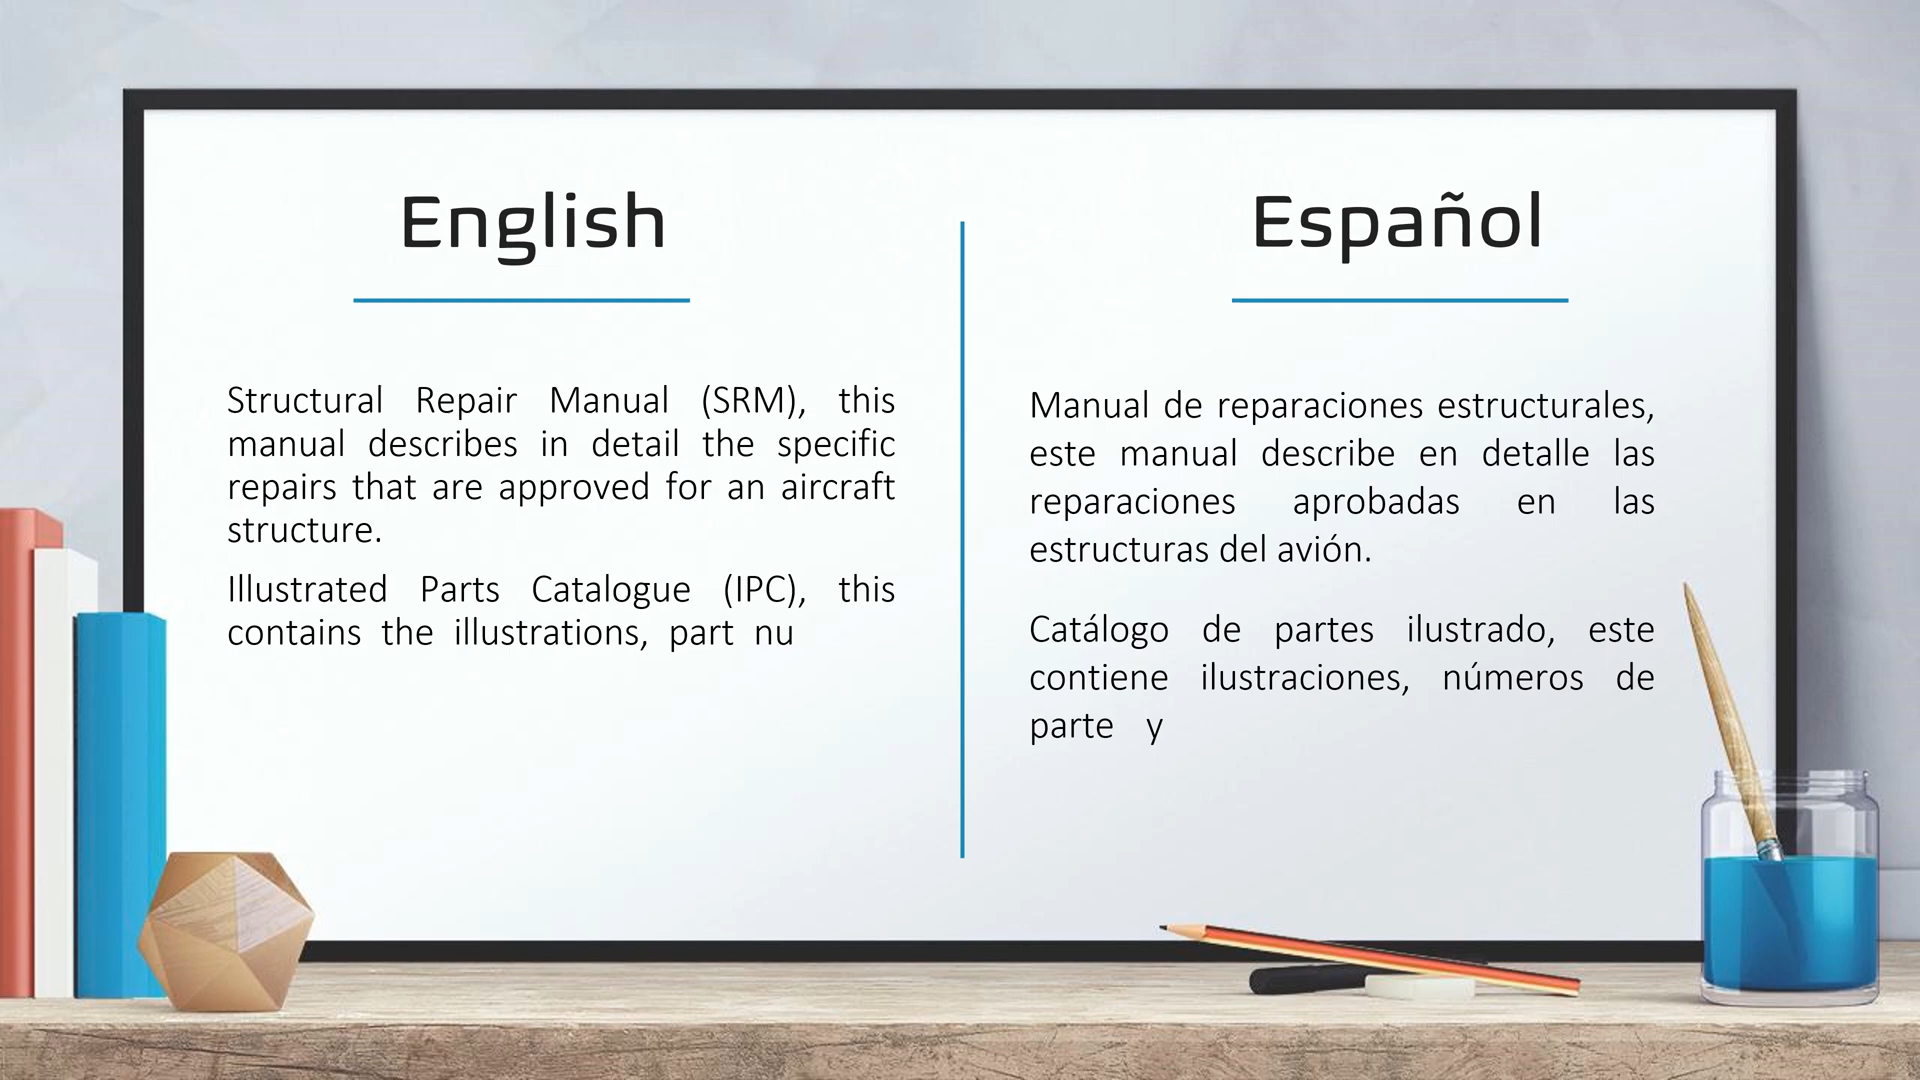 English
Structural Repair Manual (SRM), this
manual describes in detail the specific
repairs that are approved for an aircraft
structure.
Illustrated Parts Catalogue (IPC), this
contains the illustrations, part nu
Español
Manual de reparaciones estructurales,
este manual describe en detalle las
reparaciones aprobadas en las
estructuras del avión.
Catálogo de partes ilustrado, este
contiene ilustraciones, números de
parte y